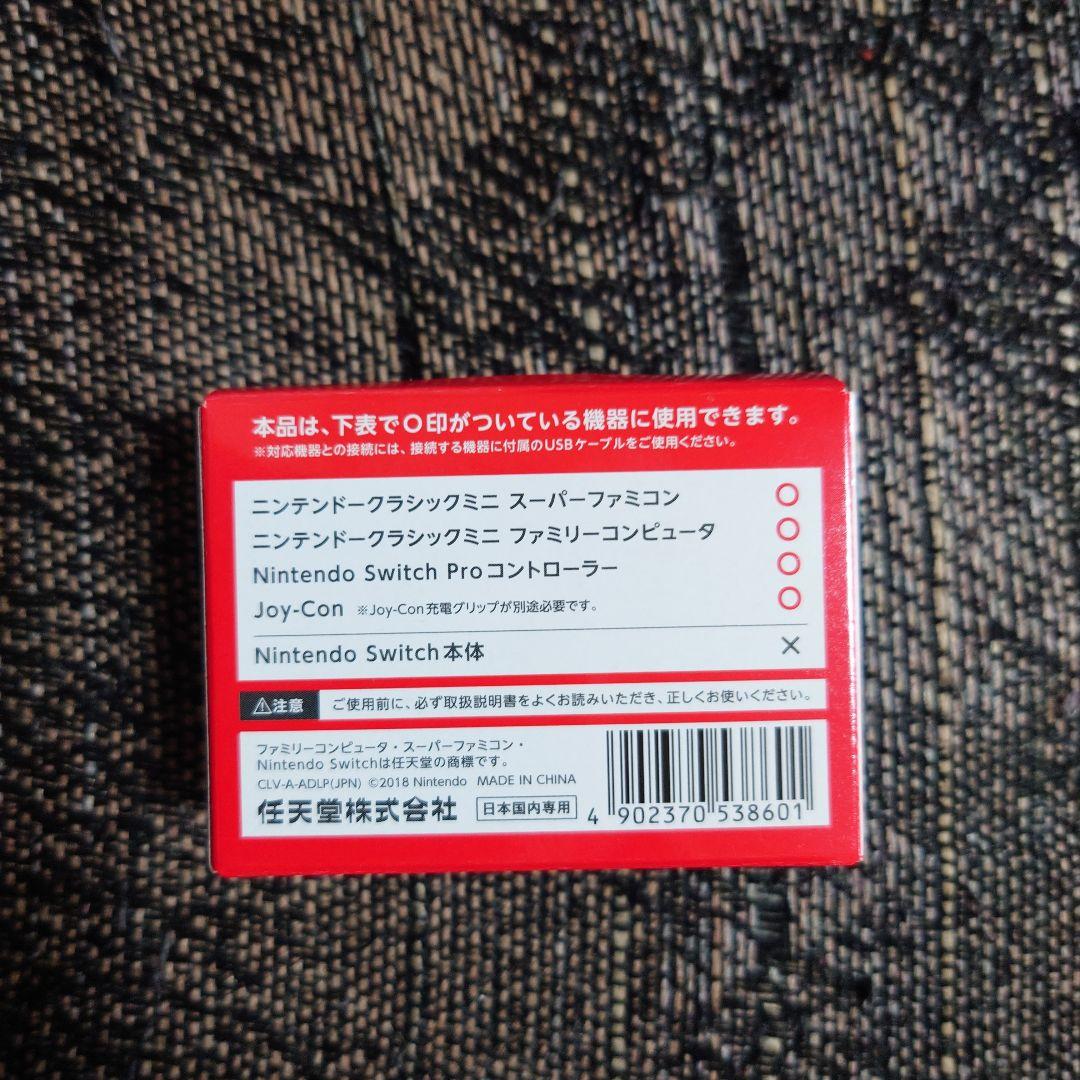 本品は、下表で○印がついている機器に使用できます。
※対応機器との接続には、接続する機器に付属のUSBケーブルをご使用ください。
ニンテンドークラシックミニ スーパーファミコン ○
ニンテンドークラシックミニ ファミリーコンピュータ ○
Nintendo Switch Proコントローラー ○
Joy-Con ※Joy-Con充電グリップが別途必要です。 ○
Nintendo Switch本体 ×
⚠注意 ご使用前に、必ず取扱説明書をよくお読みいただき、正しくお使いください。
ファミリーコンピュータ・スーパーファミコン・
Nintendo Switchは任天堂の商標です。
CLV-A-ADLP(JPN) ©2018 Nintendo MADE IN CHINA
任天堂株式会社 日本国内専用
4 902370 538601